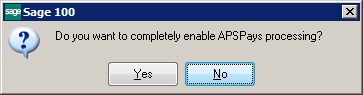 sage Sage 100
Do you want to completely enable APSPays processing?
Yes No